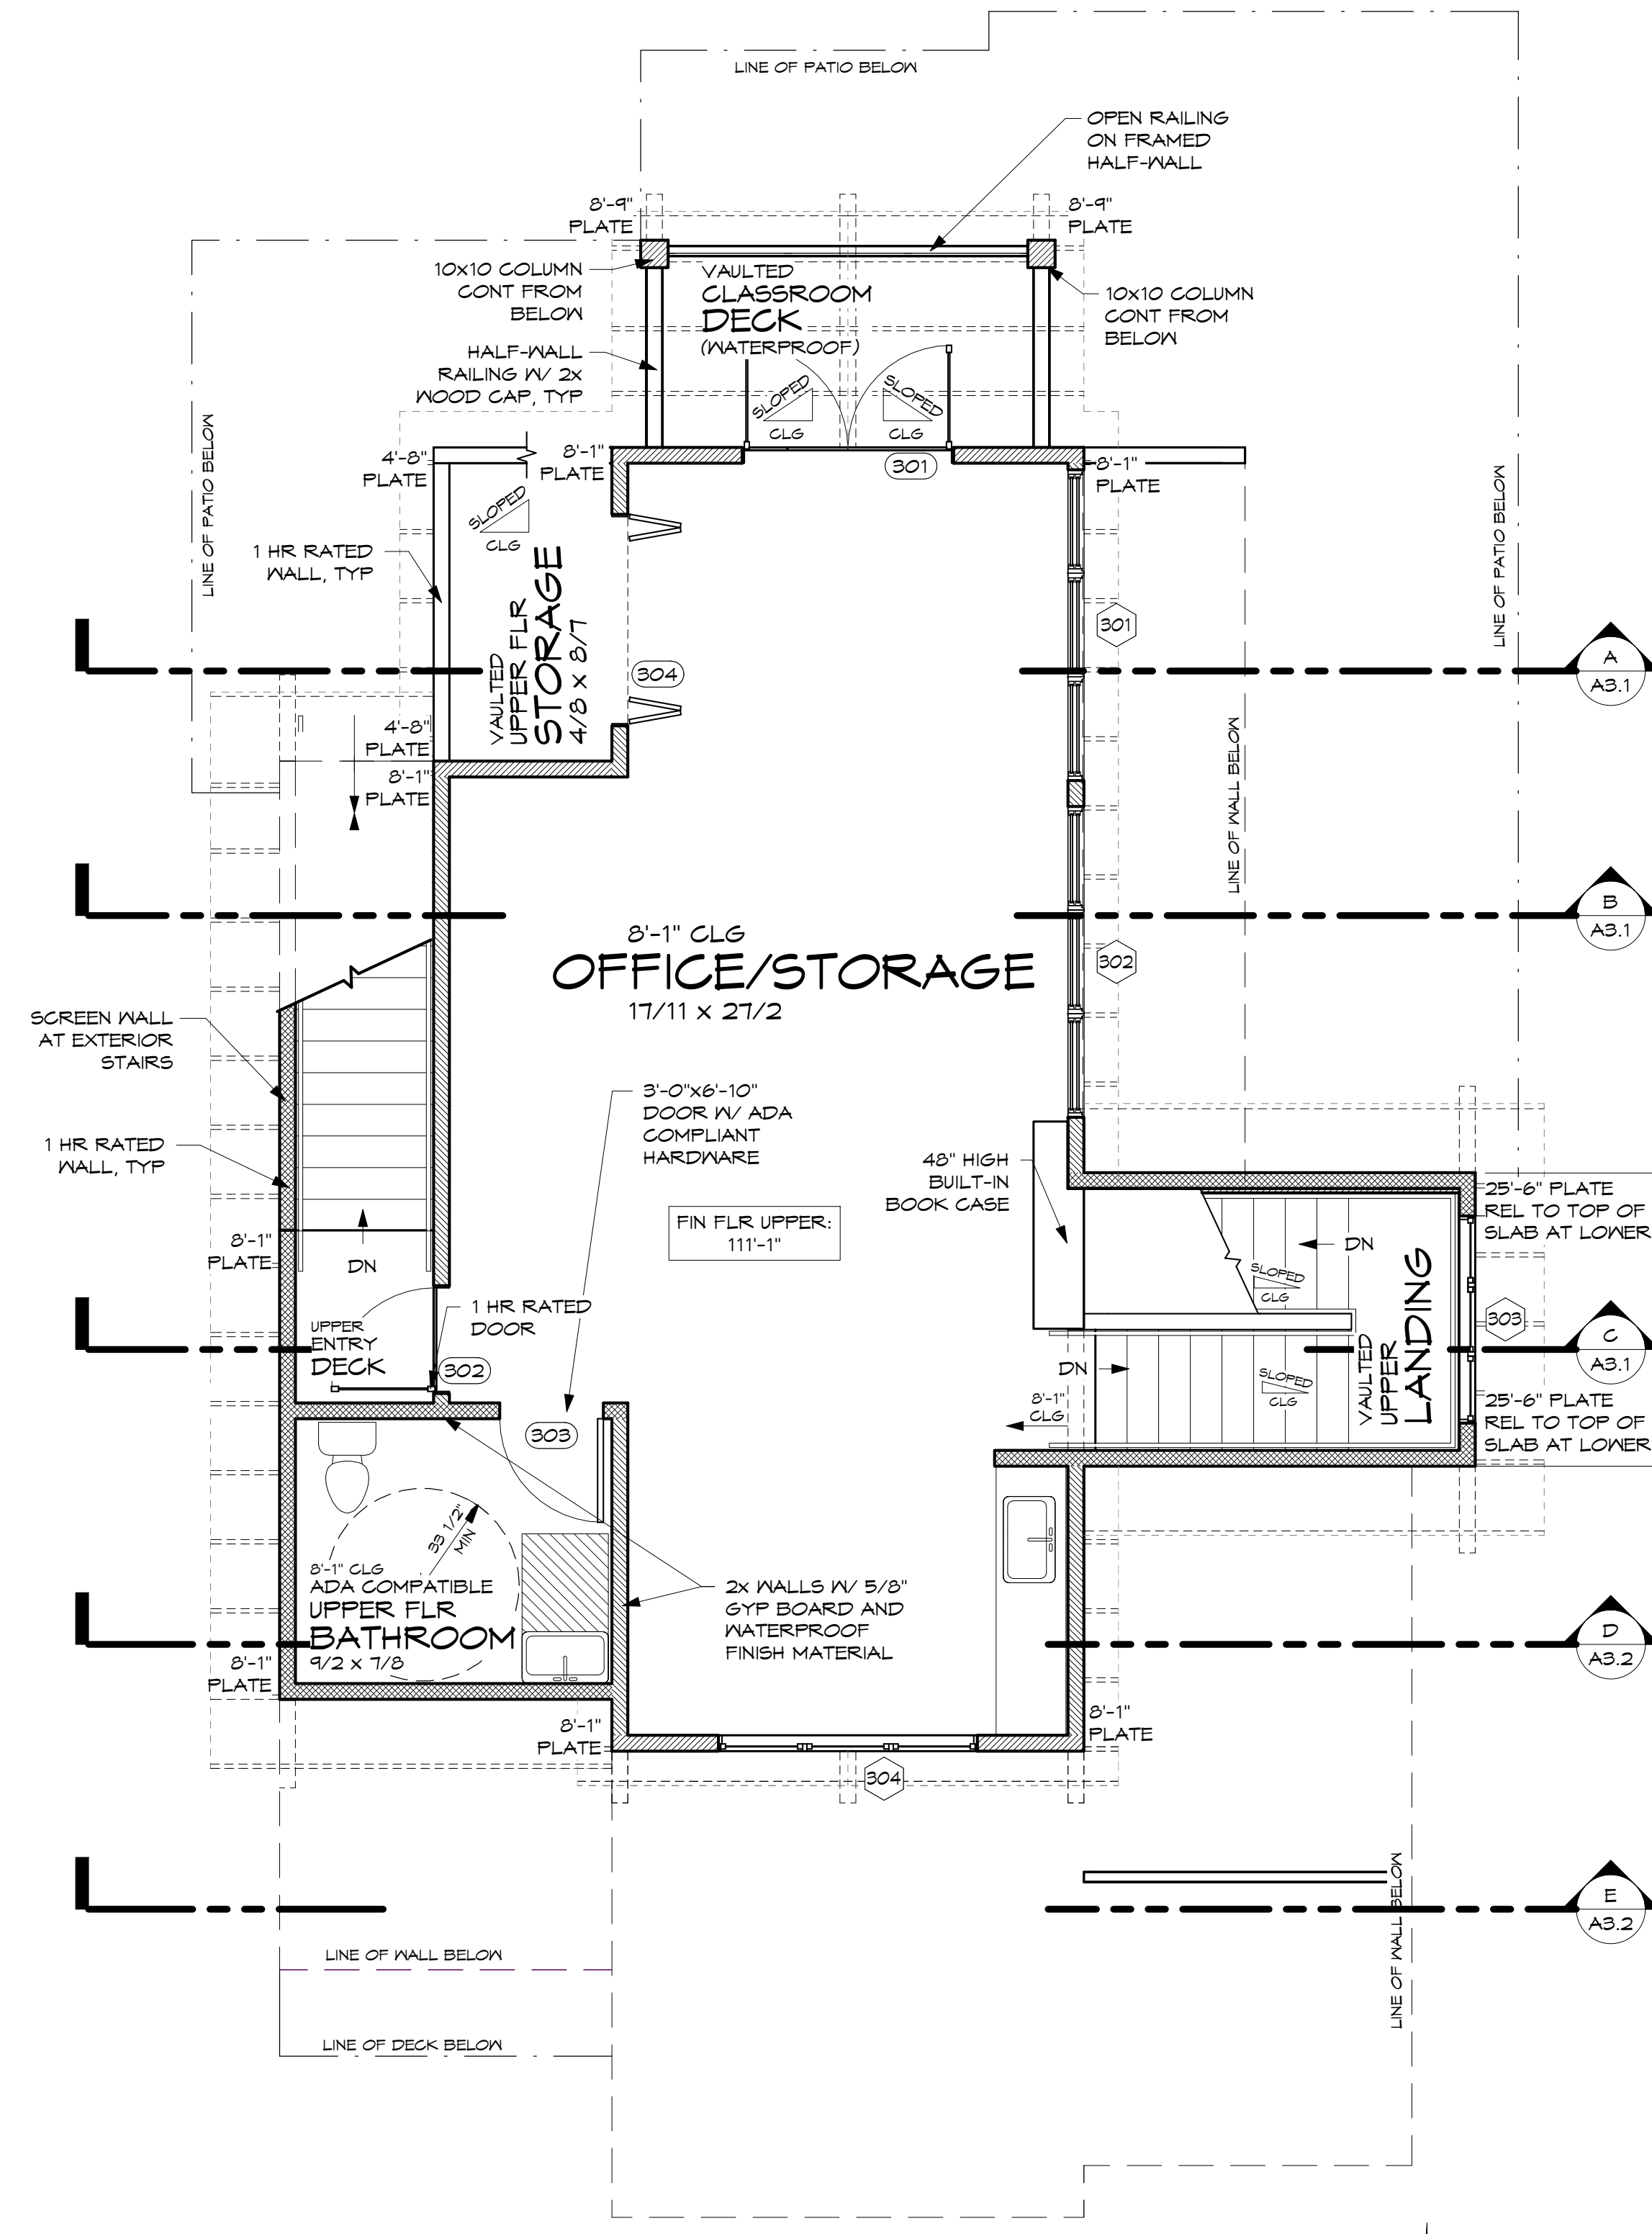 LINE OF PATIO BELOW
OPEN RAILING
ON FRAMED
HALF-WALL
8'-9"
PLATE
8'-9"
PLATE
10x10 COLUMN
CONT FROM
BELOW
VAULTED
CLASSROOM
DECK
(WATERPROOF)
10x10 COLUMN
CONT FROM
BELOW
HALF-WALL
RAILING W/ 2x
WOOD CAP, TYP
SLOPED
CLG
SLOPED
CLG
LINE OF PATIO BELOW
4'-8"
PLATE
8'-1"
PLATE
301
8'-1"
PLATE
LINE OF PATIO BELOW
SLOPED
CLG
1 HR RATED
WALL, TYP
VAULTED
UPPER FLR
STORAGE
4/8 x 8/7
301
304
A
A3.1
4'-8"
PLATE
8'-1"
PLATE
LINE OF WALL BELOW
B
A3.1
8'-1" CLG
OFFICE/STORAGE
17/11 x 27/2
302
SCREEN WALL
AT EXTERIOR
STAIRS
3'-0"x6'-10"
DOOR W/ ADA
COMPLIANT
HARDWARE
1 HR RATED
WALL, TYP
48" HIGH
BUILT-IN
BOOK CASE
25'-6" PLATE
REL TO TOP OF
SLAB AT LOWER
FIN FLR UPPER:
111'-1"
8'-1"
PLATE
DN
DN
SLOPED
CLG
1 HR RATED
DOOR
UPPER
ENTRY
DECK
302
303
C
A3.1
VAULTED
UPPER
LANDING
DN
SLOPED
CLG
8'-1"
CLG
25'-6" PLATE
REL TO TOP OF
SLAB AT LOWER
303
33 1/2"
MIN
8'-1" CLG
ADA COMPATIBLE
UPPER FLR
BATHROOM
9/2 x 7/8
2x WALLS W/ 5/8"
GYP BOARD AND
WATERPROOF
FINISH MATERIAL
D
A3.2
8'-1"
PLATE
8'-1"
PLATE
8'-1"
PLATE
304
E
A3.2
LINE OF WALL BELOW
LINE OF WALL BELOW
LINE OF DECK BELOW